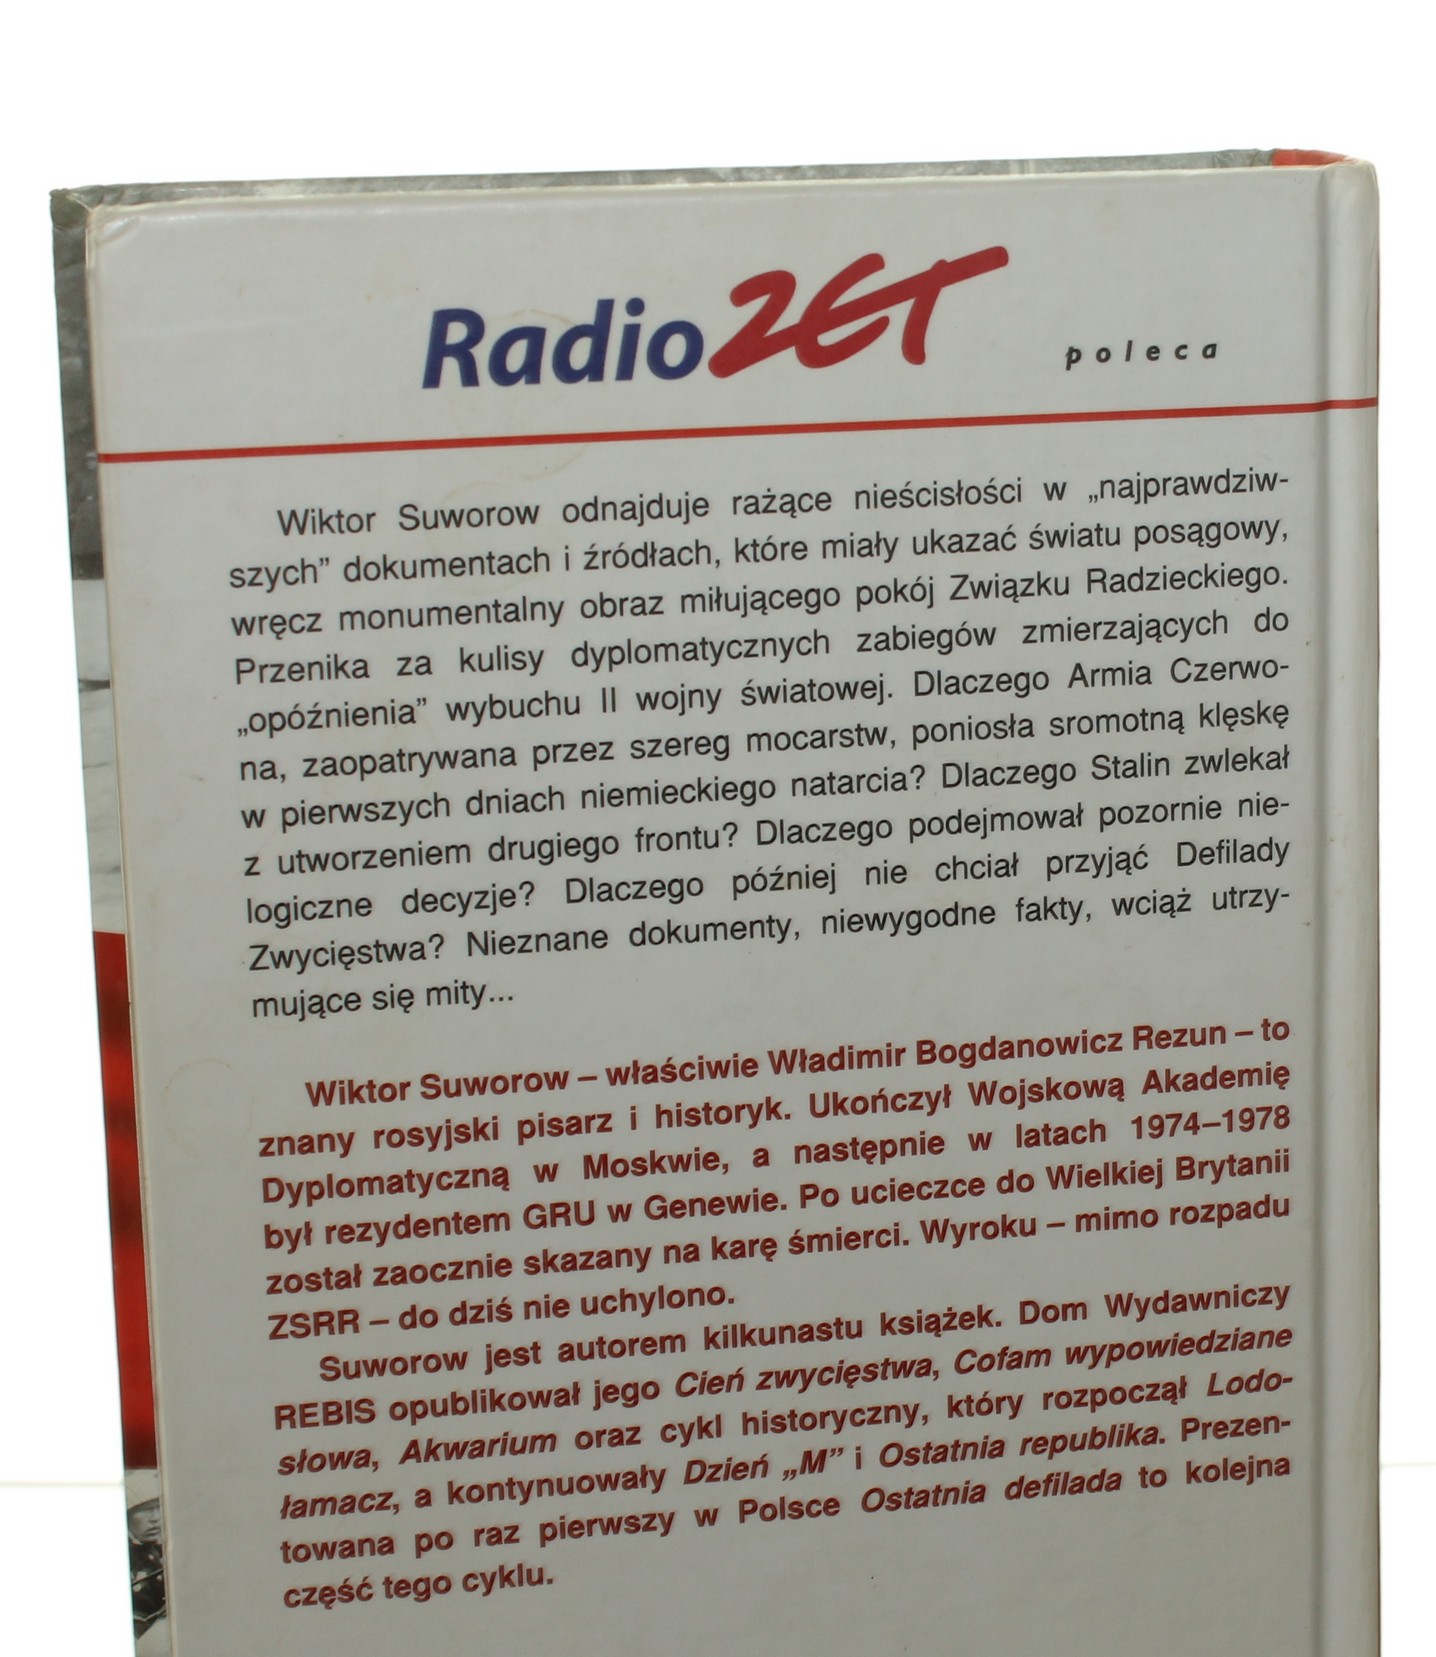 RadioZET poleca
Wiktor Suworow odnajduje rażące nieścisłości w „najprawdziw-
szych” dokumentach i źródłach, które miały ukazać światu posągowy,
wręcz monumentalny obraz miłującego pokój Związku Radzieckiego.
Przenika za kulisy dyplomatycznych zabiegów zmierzających do
„opóźnienia” wybuchu II wojny światowej. Dlaczego Armia Czerwo-
na, zaopatrywana przez szereg mocarstw, poniosła sromotną klęskę
w pierwszych dniach niemieckiego natarcia? Dlaczego Stalin zwlekał
z utworzeniem drugiego frontu? Dlaczego podejmował pozornie nie-
logiczne decyzje? Dlaczego później nie chciał przyjąć Defilady
Zwycięstwa? Nieznane dokumenty, niewygodne fakty, wciąż utrzy-
mujące się mity...
Wiktor Suworow – właściwie Władimir Bogdanowicz Rezun – to
znany rosyjski pisarz i historyk. Ukończył Wojskową Akademię
Dyplomatyczną w Moskwie, a następnie w latach 1974–1978
był rezydentem GRU w Genewie. Po ucieczce do Wielkiej Brytanii
został zaocznie skazany na karę śmierci. Wyroku – mimo rozpadu
ZSRR – do dziś nie uchylono.
Suworow jest autorem kilkunastu książek. Dom Wydawniczy
REBIS opublikował jego Cień zwycięstwa, Cofam wypowiedziane
słowa, Akwarium oraz cykl historyczny, który rozpoczął Lodo-
łamacz, a kontynuowały Dzień „M” i Ostatnia republika. Prezen-
towana po raz pierwszy w Polsce Ostatnia defilada to kolejna
część tego cyklu.